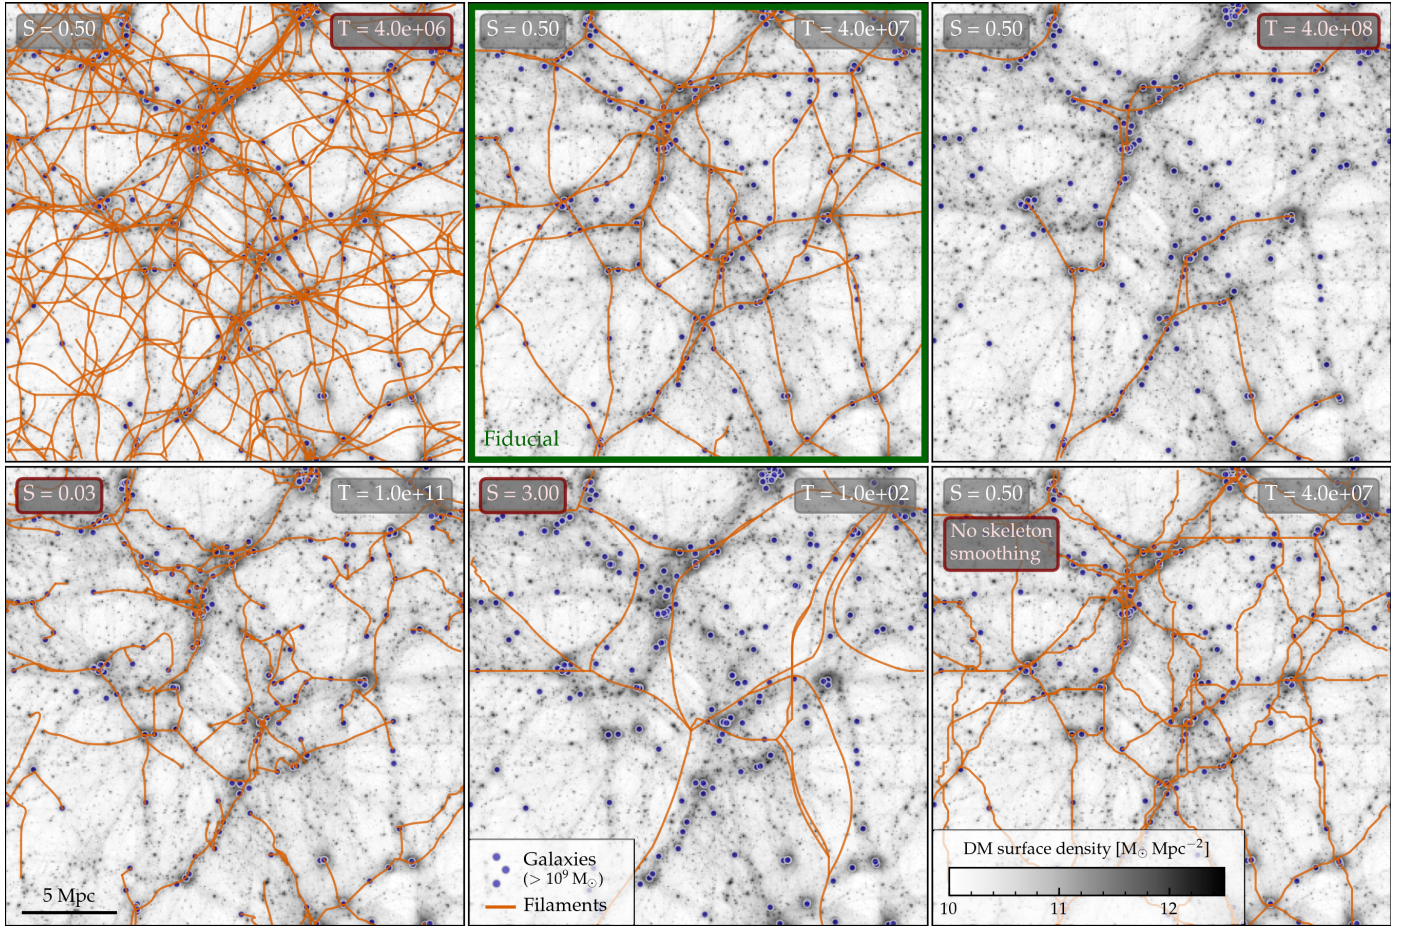 S = 0.50
T = 4.0e+06
S = 0.50
T = 4.0e+07
Fiducial
S = 0.50
T = 4.0e+08
S = 0.03
T = 1.0e+11
5 Mpc
S = 3.00
T = 1.0e+02
Galaxies
(> 10⁹ M☉)
Filaments
S = 0.50
T = 4.0e+07
No skeleton
smoothing
DM surface density [M☉ Mpc⁻²]
10 11 12